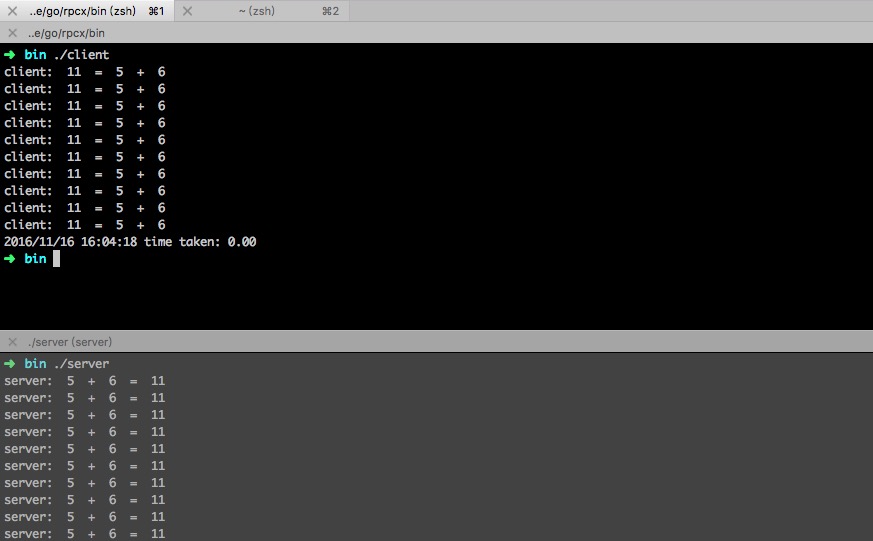 ..e/go/rpcx/bin (zsh) ⌘1 ~ (zsh) ⌘2
..e/go/rpcx/bin
➜ bin ./client
client: 11 = 5 + 6
client: 11 = 5 + 6
client: 11 = 5 + 6
client: 11 = 5 + 6
client: 11 = 5 + 6
client: 11 = 5 + 6
client: 11 = 5 + 6
client: 11 = 5 + 6
client: 11 = 5 + 6
client: 11 = 5 + 6
2016/11/16 16:04:18 time taken: 0.00
➜ bin
./server (server)
➜ bin ./server
server: 5 + 6 = 11
server: 5 + 6 = 11
server: 5 + 6 = 11
server: 5 + 6 = 11
server: 5 + 6 = 11
server: 5 + 6 = 11
server: 5 + 6 = 11
server: 5 + 6 = 11
server: 5 + 6 = 11
server: 5 + 6 = 11